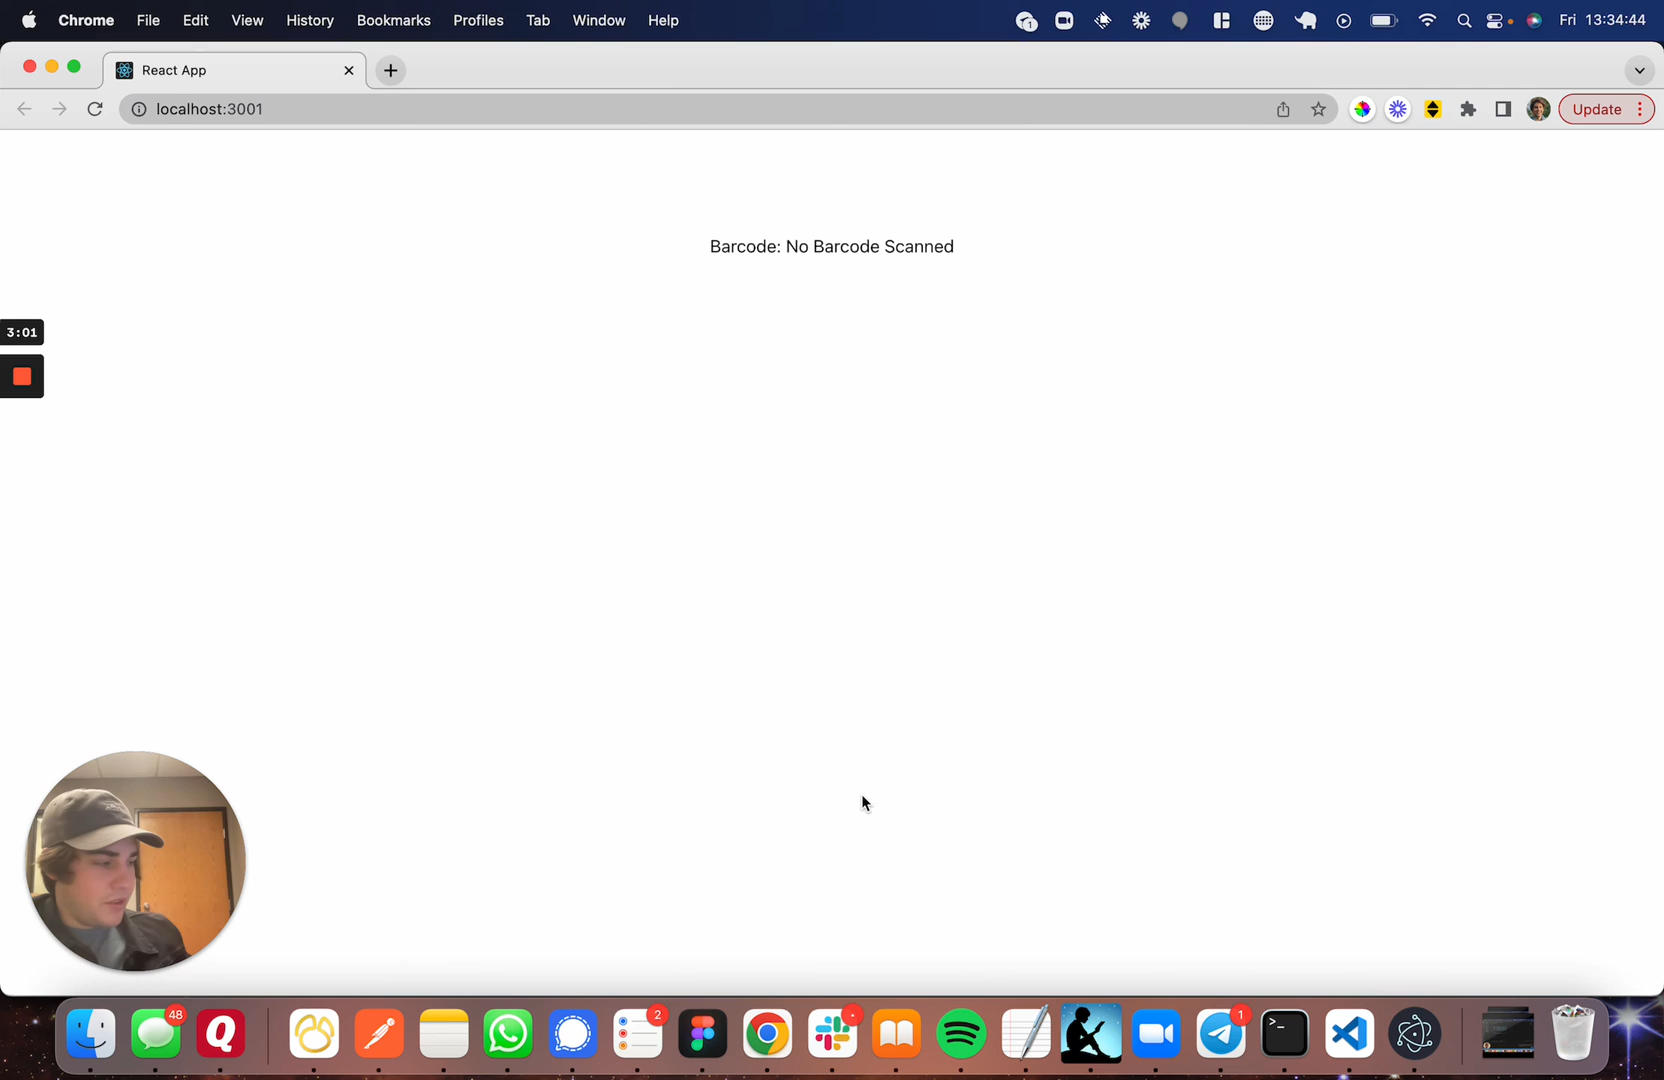 Chrome File Edit View History Bookmarks Profiles Tab Window Help
1
Fri 13:34:44
React App
localhost:3001
Update
Barcode: No Barcode Scanned
3:01
48
2
1